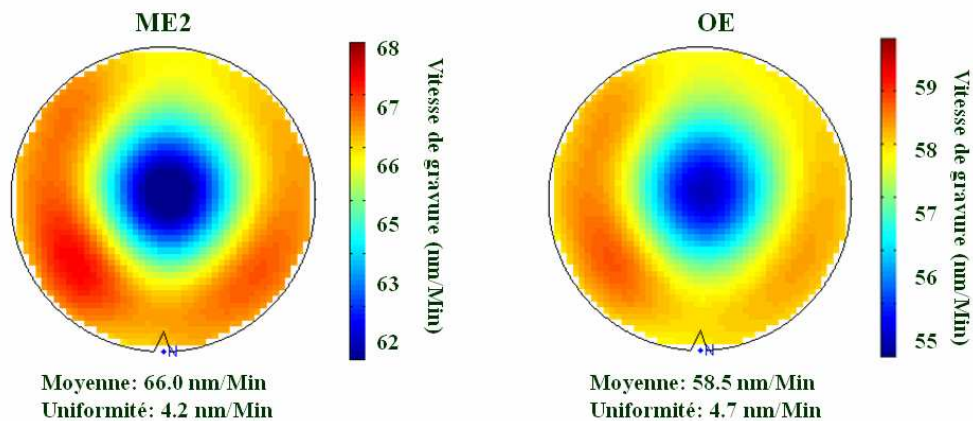 ME2
68
67
66
65
63
62
Vitesse de gravure (nm/Min)
N
Moyenne: 66.0 nm/Min
Uniformité: 4.2 nm/Min
OE
59
58
57
56
55
Vitesse de gravure (nm/Min)
N
Moyenne: 58.5 nm/Min
Uniformité: 4.7 nm/Min